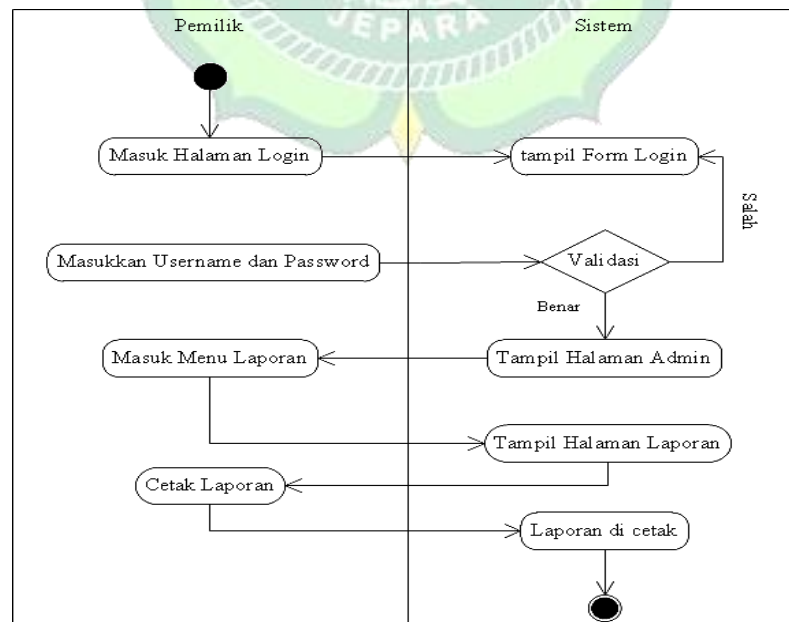 JEPARA
Pemilik
Sistem
Masuk Halaman Login
tampil Form Login
Salah
Masukkan Username dan Password
Validasi
Benar
Masuk Menu Laporan
Tampil Halaman Admin
Tampil Halaman Laporan
Cetak Laporan
Laporan di cetak